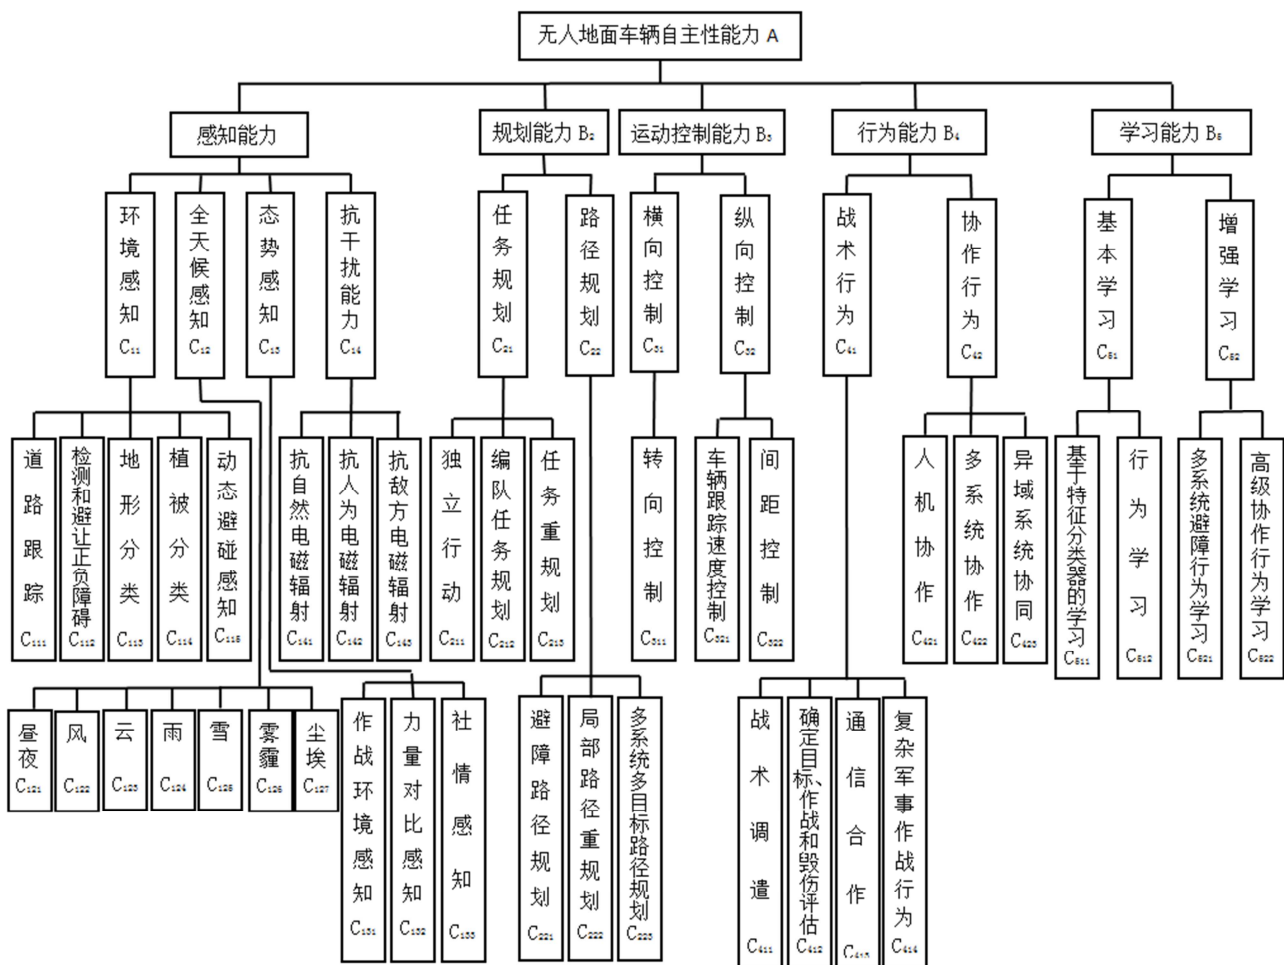 无人地面车辆自主性能力 A
感知能力
规划能力 B₂
运动控制能力 B₃
行为能力 B₄
学习能力 B₅
环境感知 C₁₁
全天候感知 C₁₂
态势感知 C₁₃
抗干扰能力 C₁₄
任务规划 C₂₁
路径规划 C₂₂
横向控制 C₃₁
纵向控制 C₃₂
战术行为 C₄₁
协作行为 C₄₂
基本学习 C₅₁
增强学习 C₅₂
道路跟踪 C₁₁₁
检测和避让正负障碍 C₁₁₂
地形分类 C₁₁₃
植被分类 C₁₁₄
动态避碰感知 C₁₁₅
抗自然电磁辐射 C₁₄₁
抗人为电磁辐射 C₁₄₂
抗敌方电磁辐射 C₁₄₃
独立行动 C₂₁₁
编队任务规划 C₂₁₂
任务重规划 C₂₁₃
转向控制 C₃₁₁
车辆跟踪速度控制 C₃₂₁
间距控制 C₃₂₂
人机协作 C₄₂₁
多系统协作 C₄₂₂
异域系统协同 C₄₂₃
基于特征分类器的学习 C₅₁₁
行为学习 C₅₁₂
多系统避障行为学习 C₅₂₁
高级协作行为学习 C₅₂₂
昼夜 C₁₂₁
风 C₁₂₂
云 C₁₂₃
雨 C₁₂₄
雪 C₁₂₅
雾霾 C₁₂₆
尘埃 C₁₂₇
作战环境感知 C₁₃₁
力量对比感知 C₁₃₂
社情感知 C₁₃₃
避障路径规划 C₂₂₁
局部路径重规划 C₂₂₂
多系统多目标路径规划 C₂₂₃
战术调遣 C₄₁₁
确定目标、作战和毁伤评估 C₄₁₂
通信合作 C₄₁₃
复杂军事作战行为 C₄₁₄